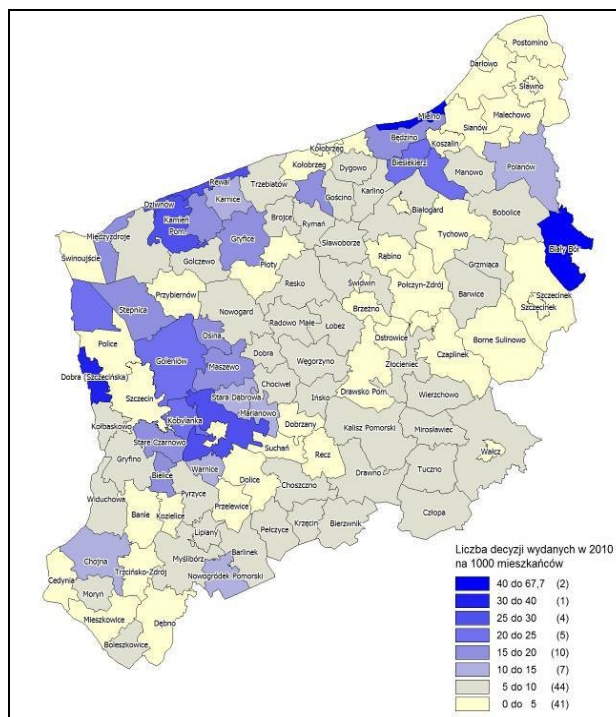 Postomino
Darłowo
Sławno
Mielno
Malechowo
Sianów
Będzino
Koszalin
Kołobrzeg
Kołobrzeg
Biesiekierz
Manowo
Polanów
Dygowo
Rewal
Trzebiatów
Karnice
Gościno
Karlino
Dziwnów
Kamień
Pom.
Brojce
Rymań
Białogard
Bobolice
Międzyzdroje
Gryfice
Sławoborze
Tychowo
Biały Bór
Świnoujście
Golczewo
Płoty
Rąbino
Grzmiąca
Przybiernów
Resko
Świdwin
Połczyn-Zdrój
Szczecinek
Stepnica
Nowogard
Brzeżno
Barwice
Szczecinek
Radowo Małe
Łobez
Ostrowice
Borne Sulinowo
Police
Osina
Goleniów
Dobra
Złocieniec
Czaplinek
Maszewo
Węgorzyno
Dobra (Szczecińska)
Chociwel
Drawsko Pom.
Szczecin
Stara Dąbrowa
Ińsko
Wierzchowo
Marianowo
Kobylanka
Dobrzany
Kołbaskowo
Kalisz Pomorski
Mirosławiec
Stare Czarnowo
Suchań
Gryfino
Recz
Wałcz
Warnice
Bielice
Dolice
Drawno
Tuczno
Widuchowa
Pyrzyce
Choszczno
Banie
Kozielice
Przelewice
Człopa
Lipiany
Pełczyce
Krzęcin
Bierzwnik
Chojna
Myślibórz
Barlinek
Trzcińsko-Zdrój
Nowogródek Pomorski
Cedynia
Moryń
Mieszkowice
Dębno
Boleszkowice
Liczba decyzji wydanych w 2010
na 1000 mieszkańców
40 do 67,7 (2)
30 do 40 (1)
25 do 30 (4)
20 do 25 (5)
15 do 20 (10)
10 do 15 (7)
5 do 10 (44)
0 do 5 (41)